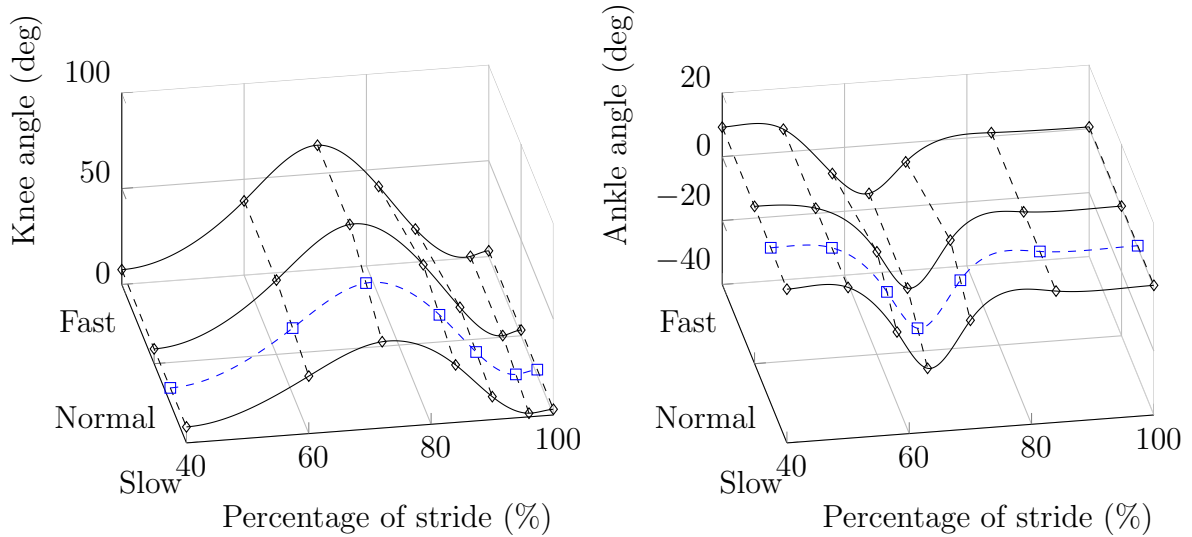 Knee angle (deg)
100
50
0
Fast
Normal
Slow
40
60
80
100
Percentage of stride (%)
Ankle angle (deg)
20
0
−20
−40
Fast
Normal
Slow
40
60
80
100
Percentage of stride (%)